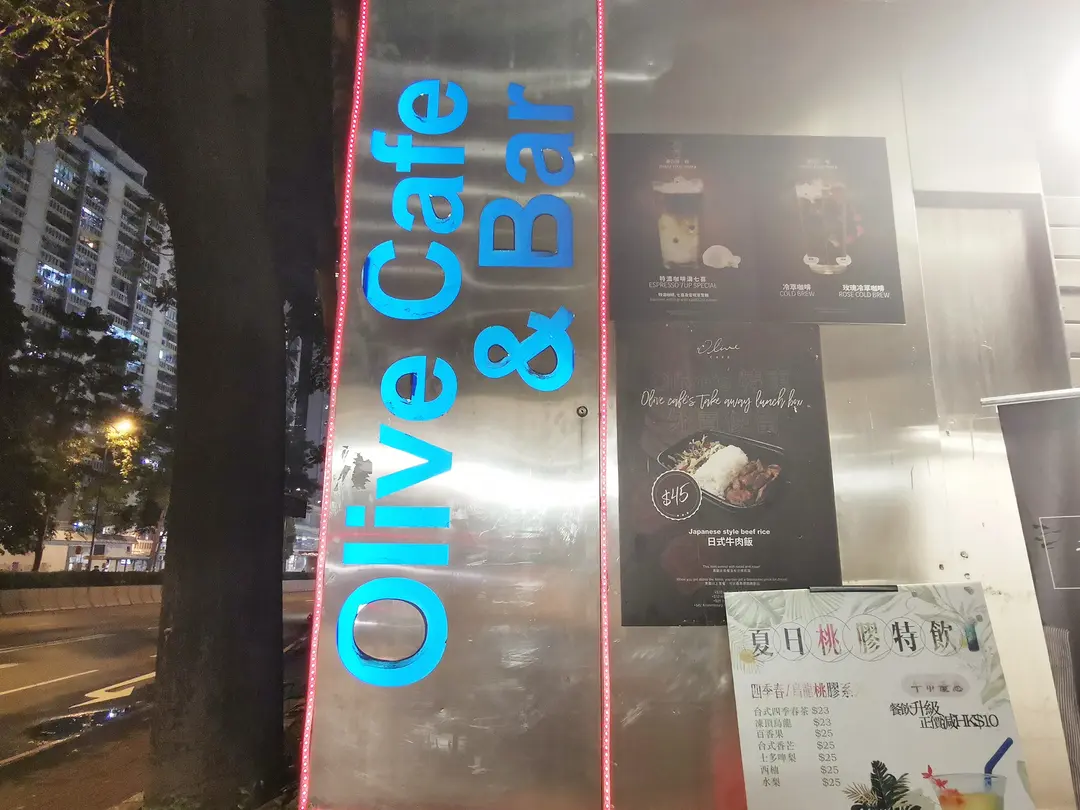 Olive Cafe
& Bar
特濃咖啡溝七喜
ESPRESSO 7UP SPECIAL
冷萃咖啡
COLD BREW
玫瑰冷萃咖啡
ROSE COLD BREW
Olive
CAFE
Olive cafe's Take away lunch box
$45
Japanese style beef rice
日式牛肉飯
夏日桃膠特飲
四季春/烏龍桃膠系
台式四季春茶 $23
凍頂烏龍 $23
百香果 $25
台式香芒 $25
士多啤梨 $25
西柚 $25
水梨 $25
餐飲升級
正價減HK$10